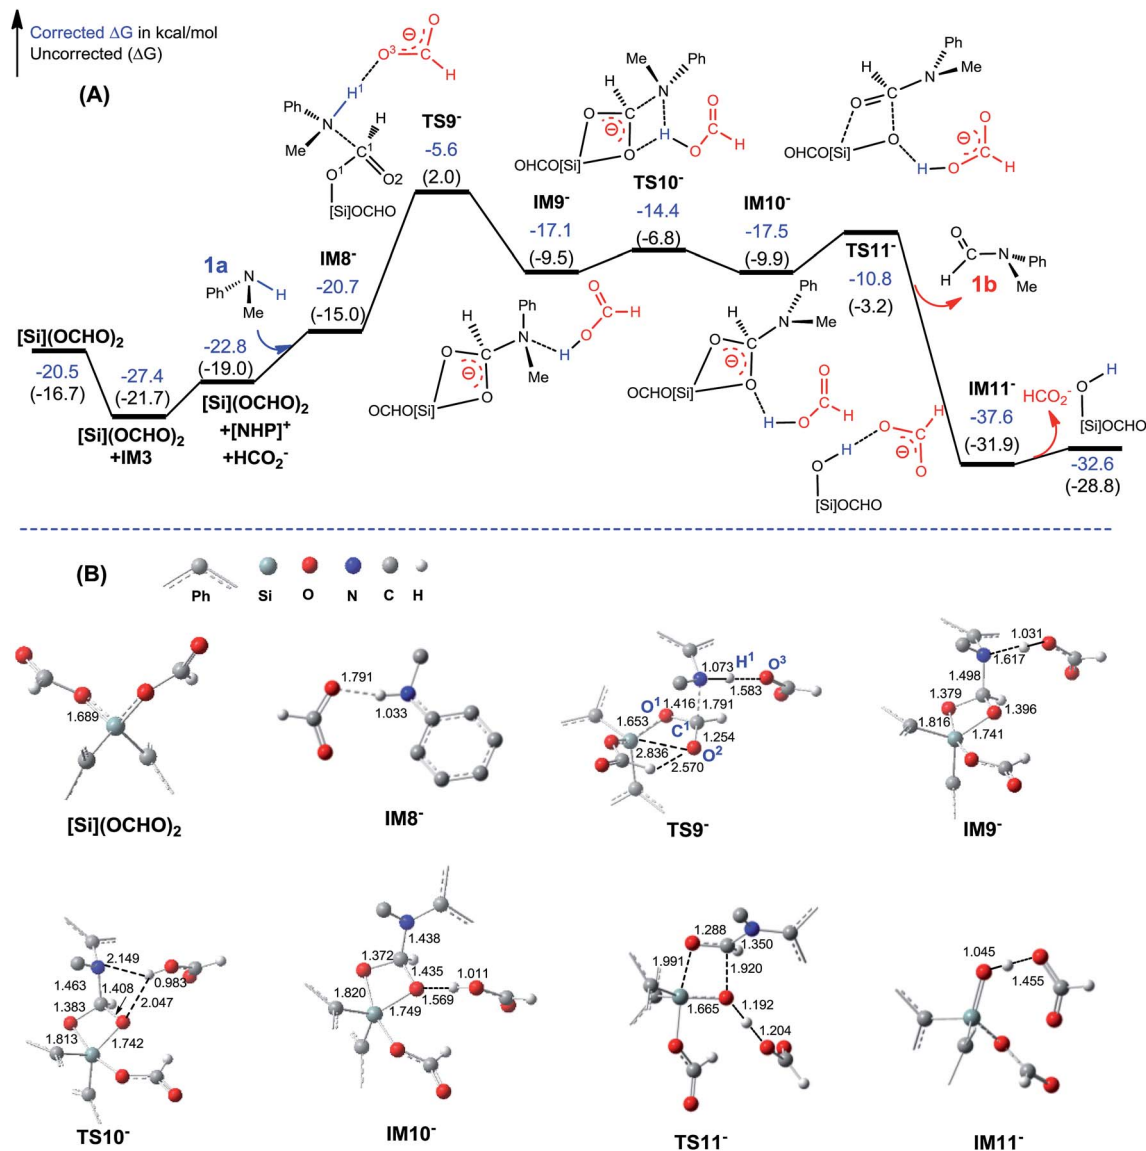 Corrected ΔG in kcal/mol
Uncorrected (ΔG)
(A)
O
⊖
O³ C
H
H¹
Ph
N
Me
H
C¹
O¹ O2
[Si]OCHO
TS9⁻
-5.6
(2.0)
Me Ph
H N
O C O
⊖
O H O H
OHCO[Si]
TS10⁻
-14.4
(-6.8)
Ph
H N
C Me
O
O
OHCO[Si]
H O
⊖
O
C H
IM9⁻
-17.1
(-9.5)
IM10⁻
-17.5
(-9.9)
TS11⁻
-10.8
(-3.2)
O
H N Ph
Me
1b
1a
N
Ph H
Me
IM8⁻
-20.7
(-15.0)
[Si](OCHO)₂
-20.5
(-16.7)
-27.4
(-21.7)
[Si](OCHO)₂
+IM3
-22.8
(-19.0)
[Si](OCHO)₂
+[NHP]⁺
+HCO₂⁻
Ph O
H N C H
C H O
O Me
⊖
O
OCHO[Si]
Ph
H N
C Me
O
⊖
O
OCHO[Si]
O
H O C H
H
O C
⊖
O
H
O
[Si]OCHO
IM11⁻
-37.6
(-31.9)
HCO₂⁻
H
O
[Si]OCHO
-32.6
(-28.8)
(B)
Ph Si O N C H
1.689
[Si](OCHO)₂
1.791
1.033
IM8⁻
1.073 H¹ O³
1.583
O¹ 1.416 1.791
1.653 C¹
1.254
2.836 O²
2.570
TS9⁻
1.031
1.617
1.498
1.379
1.396
1.816
1.741
IM9⁻
2.149
0.983
1.463 1.408
2.047
1.383
1.813
1.742
TS10⁻
1.438
1.372
1.435 1.011
1.569
1.820
1.749
IM10⁻
1.288
1.350
1.991
1.920
1.665 1.192
1.204
TS11⁻
1.045
1.455
IM11⁻